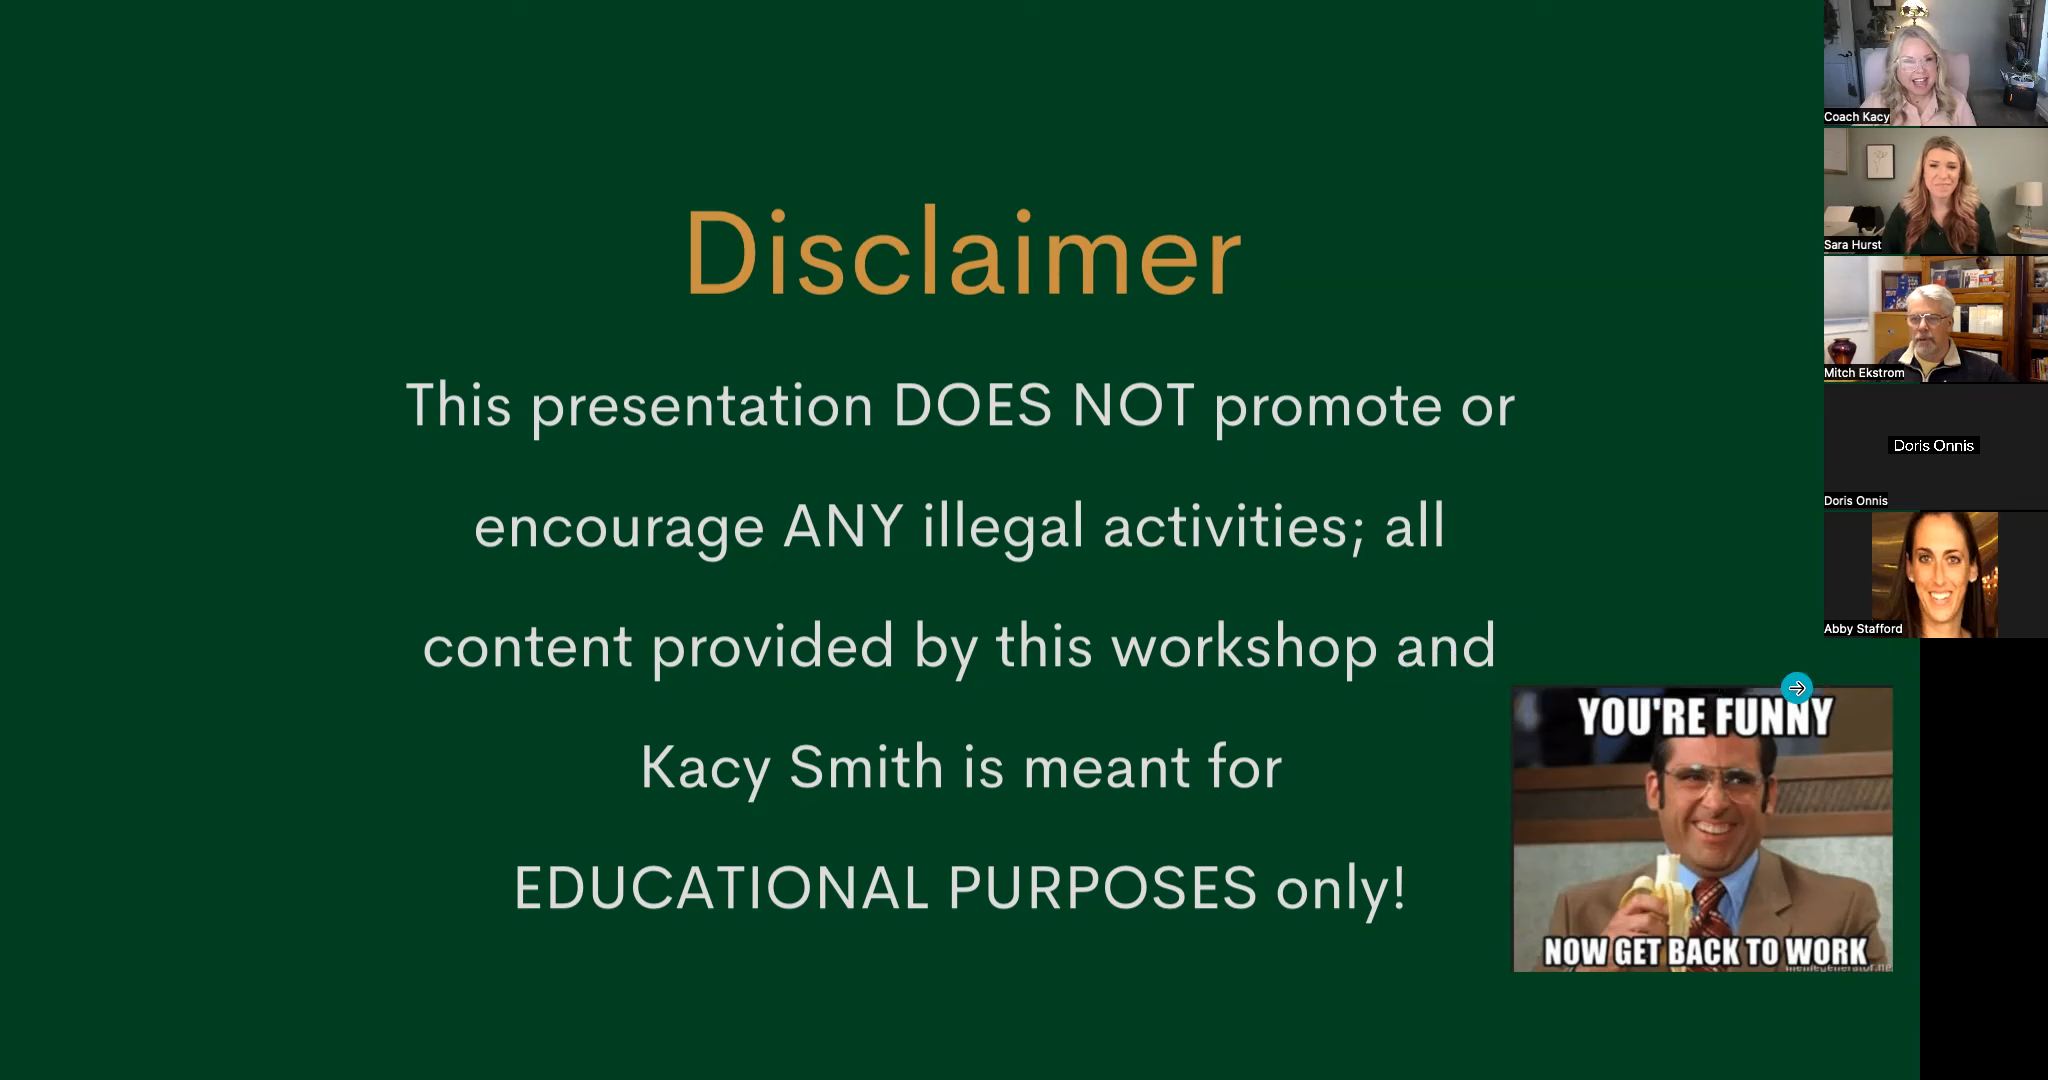 Disclaimer
This presentation DOES NOT promote or
encourage ANY illegal activities; all
content provided by this workshop and
Kacy Smith is meant for
EDUCATIONAL PURPOSES only!
YOU'RE FUNNY
NOW GET BACK TO WORK
memegenerator.ne
Coach Kacy
Sara Hurst
Mitch Ekstrom
Doris Onnis
Doris Onnis
Abby Stafford